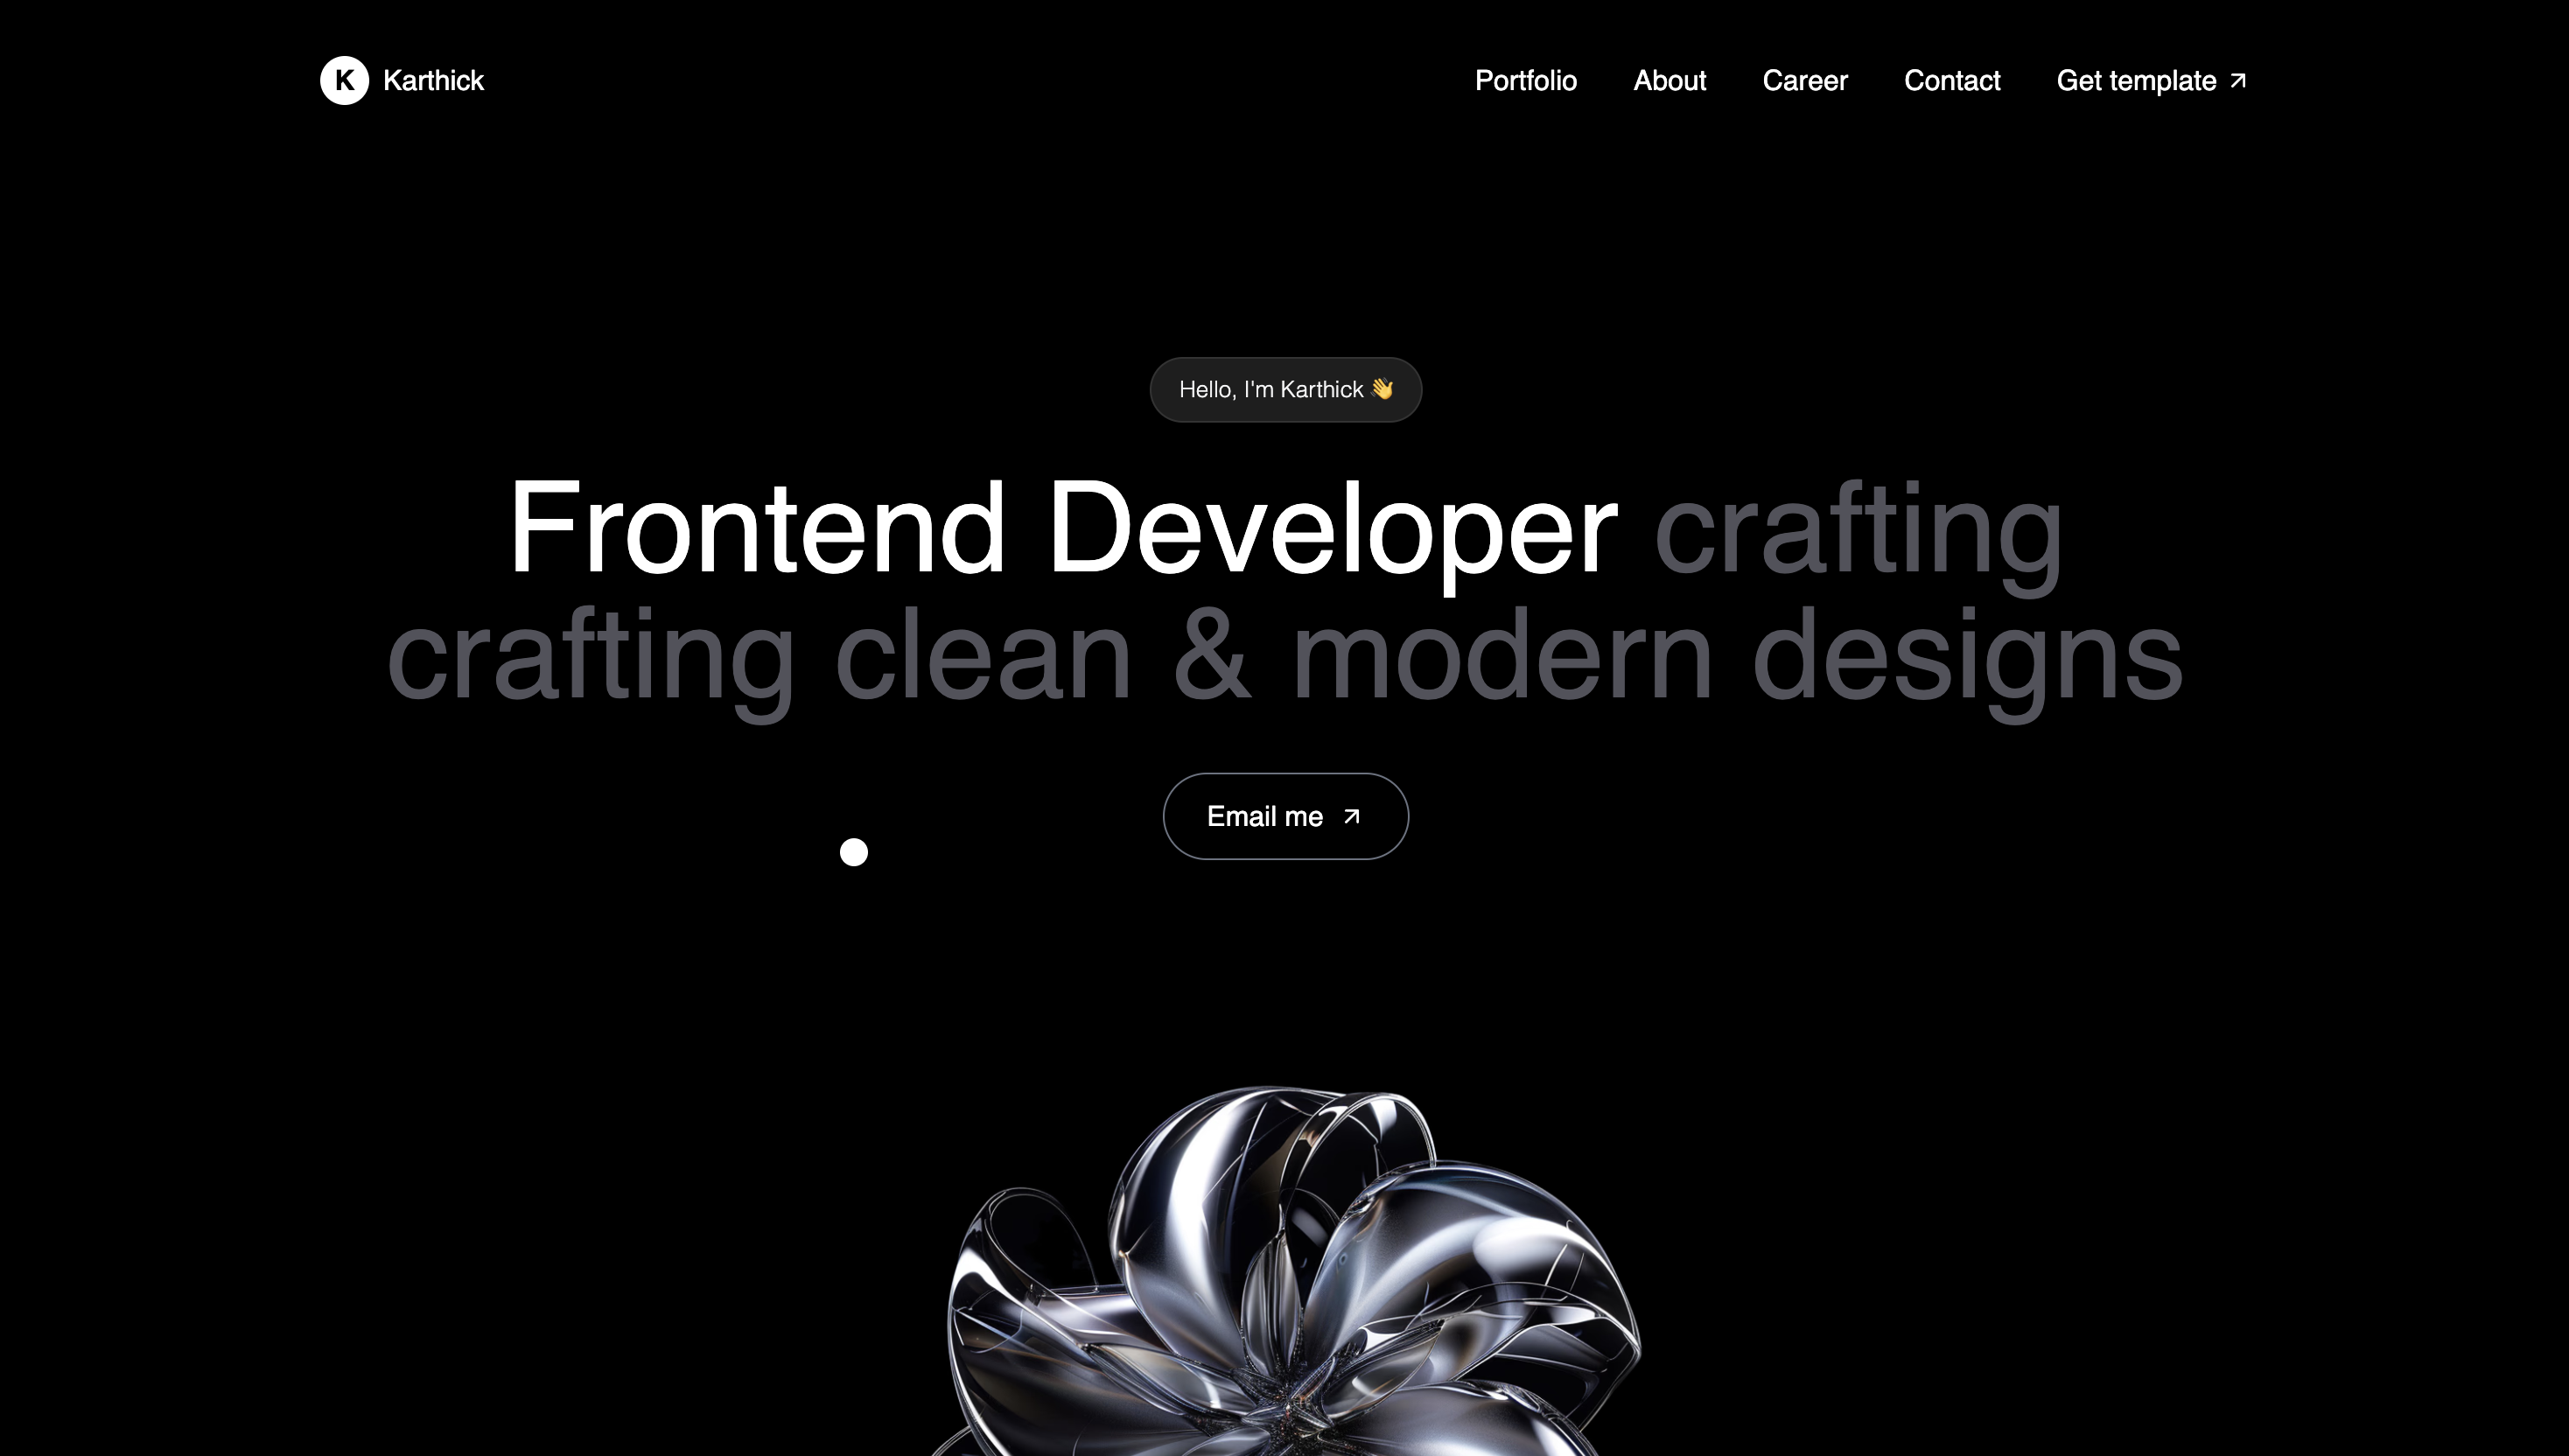 K Karthick
Portfolio About Career Contact Get template ↗
Hello, I'm Karthick 👋
Frontend Developer crafting
crafting clean & modern designs
Email me ↗